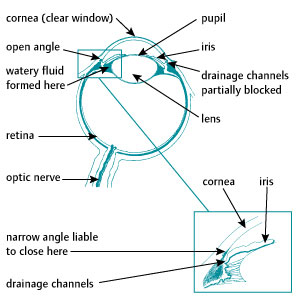 cornea (clear window)
pupil
open angle
iris
watery fluid
formed here
drainage channels
partially blocked
lens
retina
optic nerve
cornea
iris
narrow angle liable
to close here
drainage channels